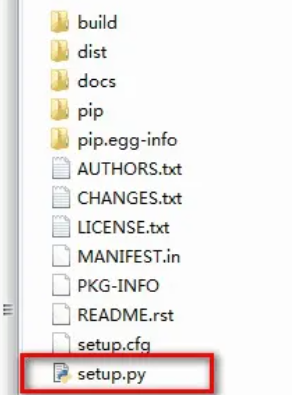 build
dist
docs
pip
pip.egg-info
AUTHORS.txt
CHANGES.txt
LICENSE.txt
MANIFEST.in
PKG-INFO
README.rst
setup.cfg
setup.py